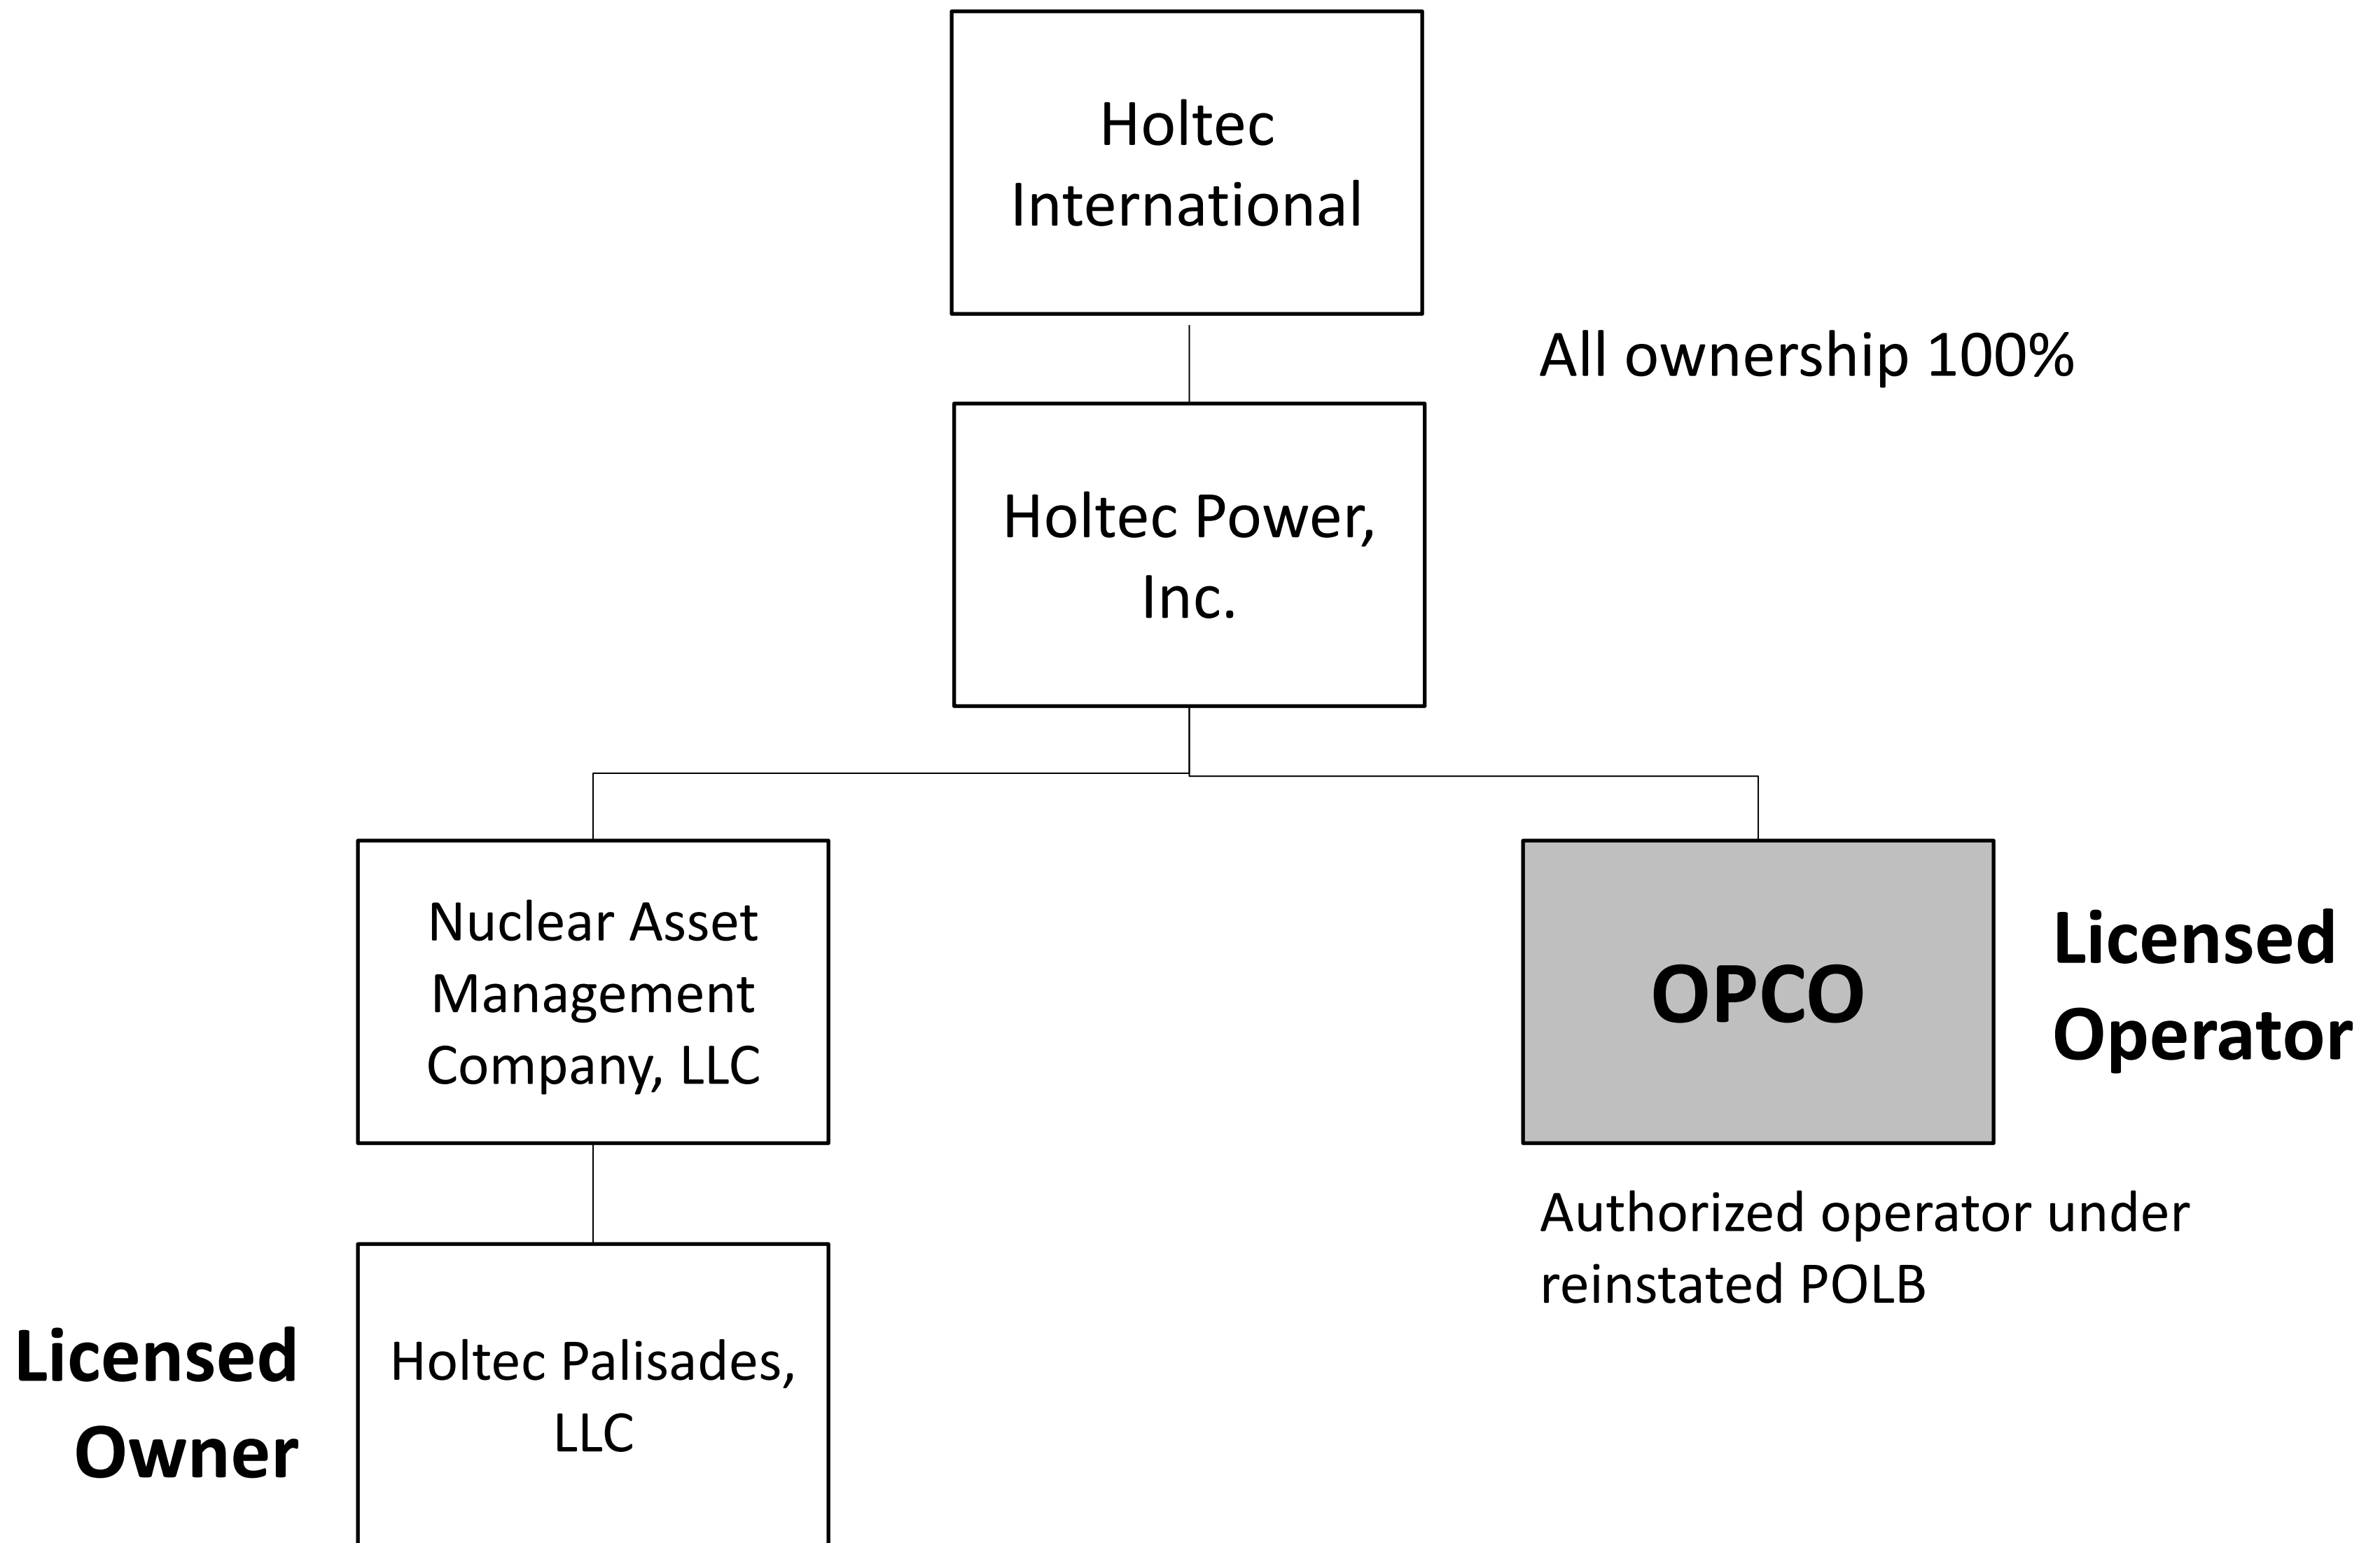 Holtec
International
All ownership 100%
Holtec Power,
Inc.
Nuclear Asset
Management
Company, LLC
OPCO
Licensed
Operator
Authorized operator under
reinstated POLB
Licensed
Owner
Holtec Palisades,
LLC